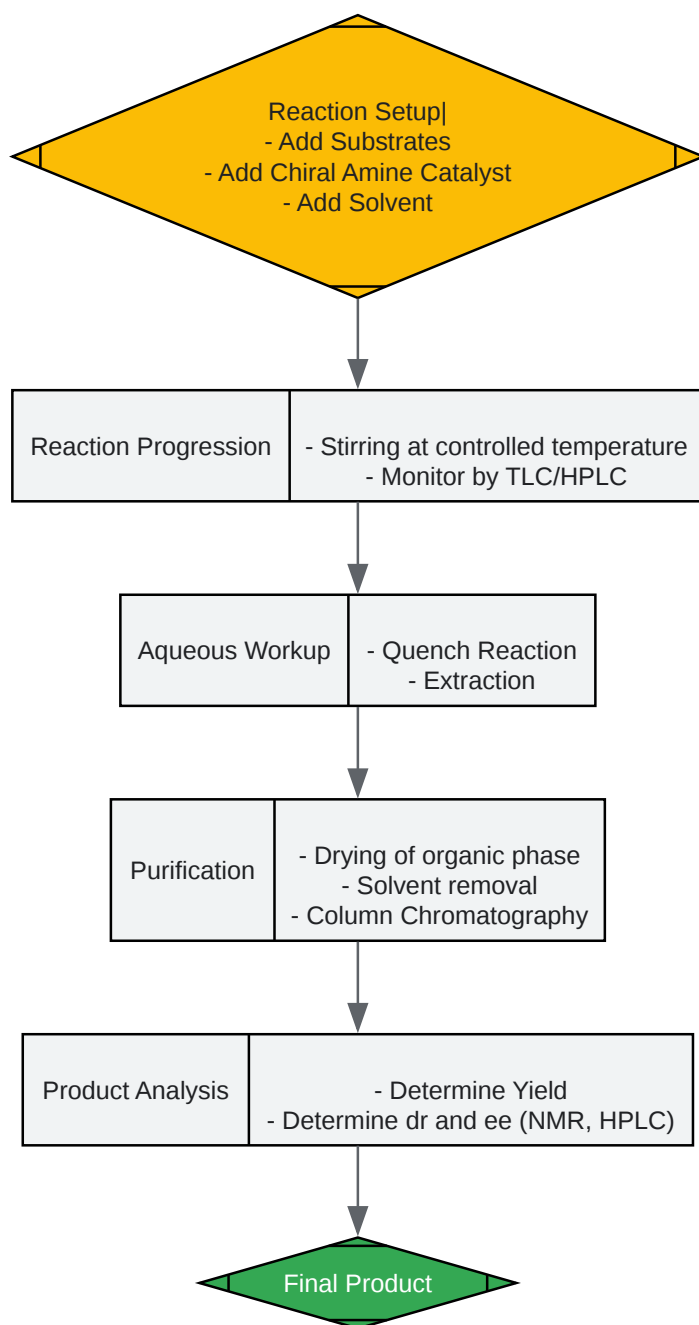 Reaction Setup|
- Add Substrates
- Add Chiral Amine Catalyst
- Add Solvent
Reaction Progression
- Stirring at controlled temperature
- Monitor by TLC/HPLC
Aqueous Workup
- Quench Reaction
- Extraction
Purification
- Drying of organic phase
- Solvent removal
- Column Chromatography
Product Analysis
- Determine Yield
- Determine dr and ee (NMR, HPLC)
Final Product